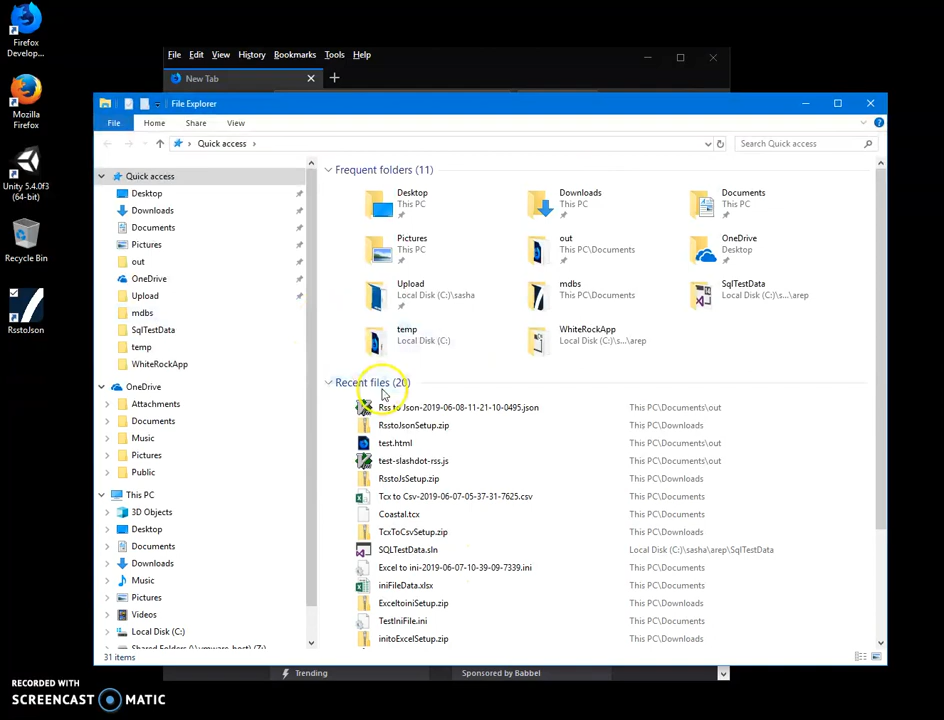 Firefox
Develop...
Mozilla
Firefox
Unity 5.4.0f3
(64-bit)
Recycle Bin
RsstoJson
File Edit View History Bookmarks Tools Help
New Tab
File Explorer
File Home Share View
Quick access
Search Quick access
Quick access
Desktop
Downloads
Documents
Pictures
out
OneDrive
Upload
mdbs
SqlTestData
temp
WhiteRockApp
OneDrive
Attachments
Documents
Music
Pictures
Public
This PC
3D Objects
Desktop
Documents
Downloads
Music
Pictures
Videos
Local Disk (C:)
Shared Folders (\\vmware-host) (Z:)
Frequent folders (11)
Desktop
This PC
Downloads
This PC
Documents
This PC
Pictures
This PC
out
This PC\Documents
OneDrive
Desktop
Upload
Local Disk (C:)\sasha
mdbs
This PC\Documents
SqlTestData
Local Disk (C:)\s...\arep
temp
Local Disk (C:)
WhiteRockApp
Local Disk (C:)\s...\arep
Recent files (20)
Rss to Json-2019-06-08-11-21-10-0495.json This PC\Documents\out
RsstoJsonSetup.zip This PC\Downloads
test.html This PC\Documents\out
test-slashdot-rss.js This PC\Documents\out
RsstoJsSetup.zip This PC\Downloads
Tcx to Csv-2019-06-07-05-37-31-7625.csv This PC\Documents
Coastal.tcx This PC\Documents
TcxToCsvSetup.zip This PC\Downloads
SQLTestData.sln Local Disk (C:)\sasha\arep\SqlTestData
Excel to ini-2019-06-07-10-39-09-7339.ini This PC\Documents
iniFileData.xlsx This PC\Documents
ExceltoiniSetup.zip This PC\Downloads
TestIniFile.ini This PC\Documents
initoExcelSetup.zip This PC\Downloads
31 items
Trending
Sponsored by Babbel
RECORDED WITH
SCREENCAST MATIC